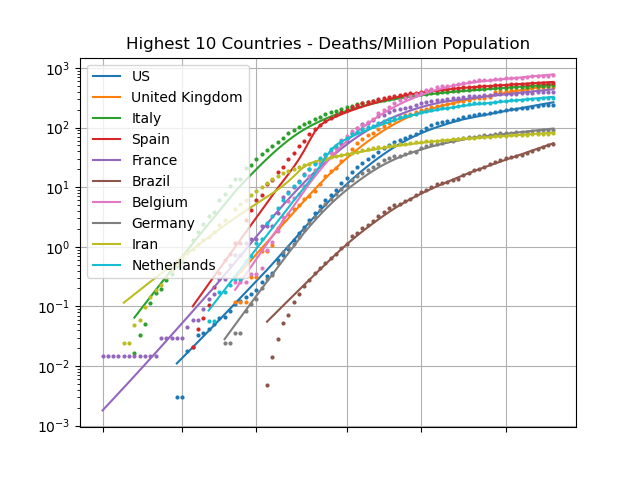 Highest 10 Countries - Deaths/Million Population
10³
10²
10¹
10⁰
10⁻¹
10⁻²
10⁻³
US
United Kingdom
Italy
Spain
France
Brazil
Belgium
Germany
Iran
Netherlands